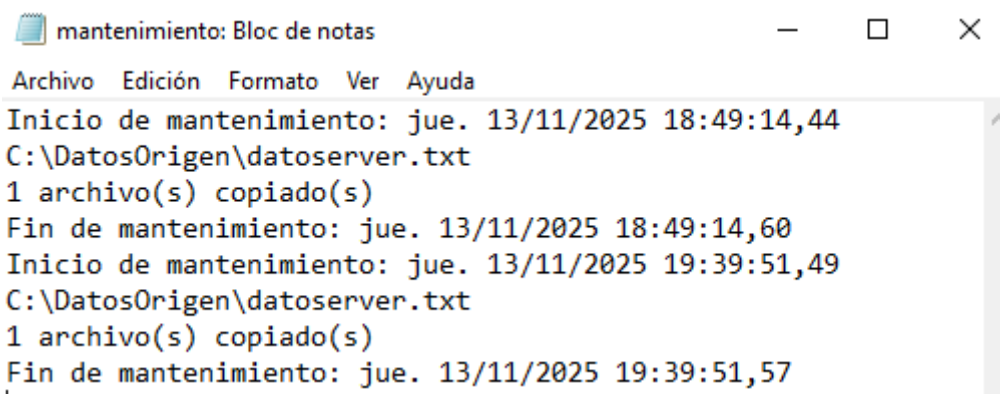 mantenimiento: Bloc de notas
Archivo Edición Formato Ver Ayuda
Inicio de mantenimiento: jue. 13/11/2025 18:49:14,44
C:\DatosOrigen\datoserver.txt
1 archivo(s) copiado(s)
Fin de mantenimiento: jue. 13/11/2025 18:49:14,60
Inicio de mantenimiento: jue. 13/11/2025 19:39:51,49
C:\DatosOrigen\datoserver.txt
1 archivo(s) copiado(s)
Fin de mantenimiento: jue. 13/11/2025 19:39:51,57